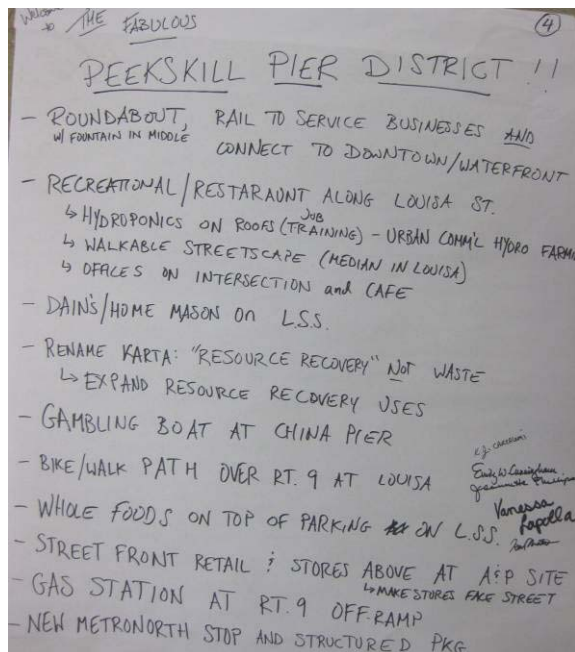 Welcome to THE FABULOUS
4
PEEKSKILL PIER DISTRICT !!
- ROUNDABOUT, RAIL TO SERVICE BUSINESSES AND
W/ FOUNTAIN IN MIDDLE CONNECT TO DOWNTOWN/WATERFRONT
- RECREATIONAL/RESTARAUNT ALONG LOUISA ST.
↳ HYDROPONICS ON ROOFS (JOB TRAINING) - URBAN COMM'L HYDRO FARMS
↳ WALKABLE STREETSCAPE (MEDIAN IN LOUISA)
↳ OFFICES ON INTERSECTION and CAFE
- DAIN'S/HOME MASON ON L.S.S.
- RENAME KARTA: "RESOURCE RECOVERY" NOT WASTE
↳ EXPAND RESOURCE RECOVERY USES
- GAMBLING BOAT AT CHINA PIER
- BIKE/WALK PATH OVER RT. 9 AT LOUISA
- WHOLE FOODS ON TOP OF PARKING ON L.S.S.
Vanessa
- STREET FRONT RETAIL & STORES ABOVE AT A&P SITE
↳ MAKE STORES FACE STREET
- GAS STATION AT RT. 9 OFF-RAMP
- NEW METRONORTH STOP AND STRUCTURED PKG